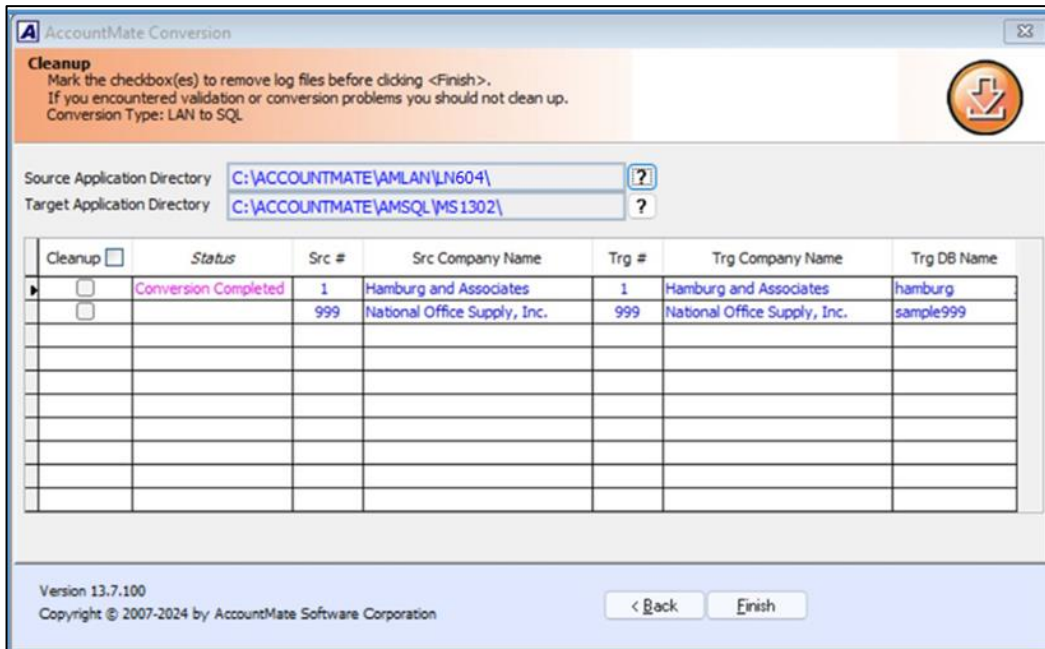 AccountMate Conversion
Cleanup
Mark the checkbox(es) to remove log files before clicking <Finish>.
If you encountered validation or conversion problems you should not clean up.
Conversion Type: LAN to SQL
Source Application Directory C:\ACCOUNTMATE\AMLAN\LN604\ ?
Target Application Directory C:\ACCOUNTMATE\AMSQL\MS1302\ ?
Cleanup Status Src # Src Company Name Trg # Trg Company Name Trg DB Name
Conversion Completed 1 Hamburg and Associates 1 Hamburg and Associates hamburg
999 National Office Supply, Inc. 999 National Office Supply, Inc. sample999
Version 13.7.100
Copyright © 2007-2024 by AccountMate Software Corporation
< Back Finish